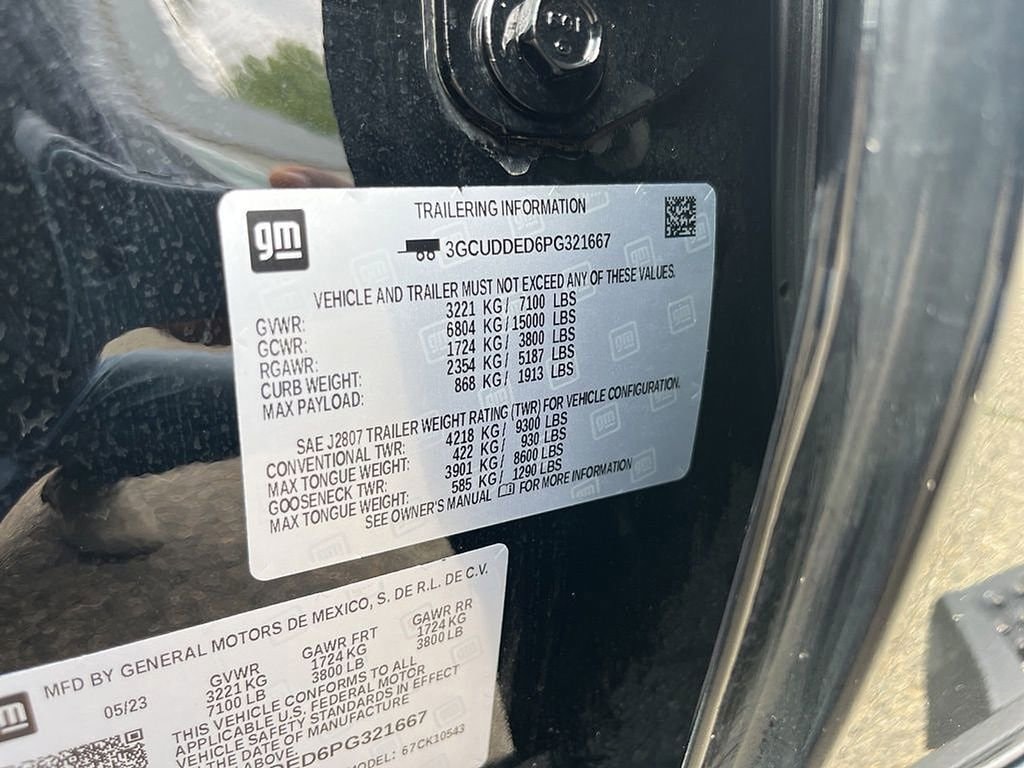 gm
TRAILERING INFORMATION
3GCUDDED6PG321667
VEHICLE AND TRAILER MUST NOT EXCEED ANY OF THESE VALUES.
GVWR: 3221 KG/ 7100 LBS
GCWR: 6804 KG/ 15000 LBS
RGAWR: 1724 KG/ 3800 LBS
CURB WEIGHT: 2354 KG/ 5187 LBS
MAX PAYLOAD: 868 KG/ 1913 LBS
SAE J2807 TRAILER WEIGHT RATING (TWR) FOR VEHICLE CONFIGURATION.
CONVENTIONAL TWR: 4218 KG/ 9300 LBS
MAX TONGUE WEIGHT: 422 KG/ 930 LBS
GOOSENECK TWR: 3901 KG/ 8600 LBS
MAX TONGUE WEIGHT: 585 KG/ 1290 LBS
SEE OWNER'S MANUAL FOR MORE INFORMATION
MFD BY GENERAL MOTORS DE MEXICO, S. DE R.L. DE C.V.
05/23
GVWR GAWR FRT GAWR RR
3221 KG 1724 KG 1724 KG
7100 LB 3800 LB 3800 LB
THIS VEHICLE CONFORMS TO ALL
APPLICABLE U.S. FEDERAL MOTOR
VEHICLE SAFETY STANDARDS IN EFFECT
THE DATE OF MANUFACTURE
ABOVE.
DED6PG321667
MODEL: 67CK10543